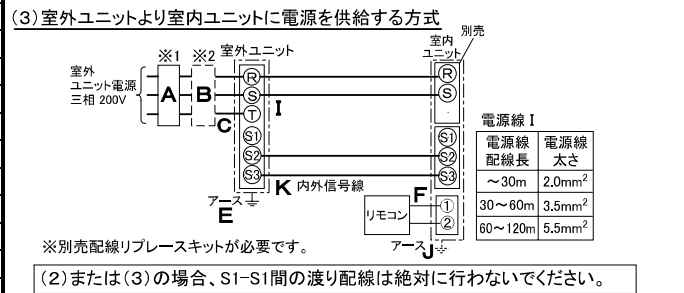 (3)室外ユニットより室内ユニットに電源を供給する方式
※1 ※2 室外ユニット
室内
ユニット
別売
室外
ユニット電源
三相 200V
A B C I
R
S
T
S1
S2
S3
R
S
S1
S2
S3
K 内外信号線
アース
E
F
リモコン
①
②
アース J
電源線 I
電源線配線長 電源線太さ
～30m 2.0mm²
30～60m 3.5mm²
60～120m 5.5mm²
※別売配線リプレースキットが必要です。
(2)または(3)の場合、S1-S1間の渡り配線は絶対に行わないでください。